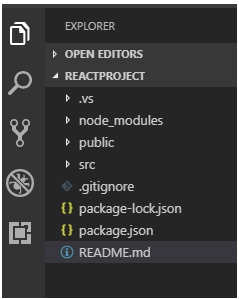 EXPLORER
OPEN EDITORS
REACTPROJECT
.vs
node_modules
public
src
.gitignore
package-lock.json
package.json
README.md